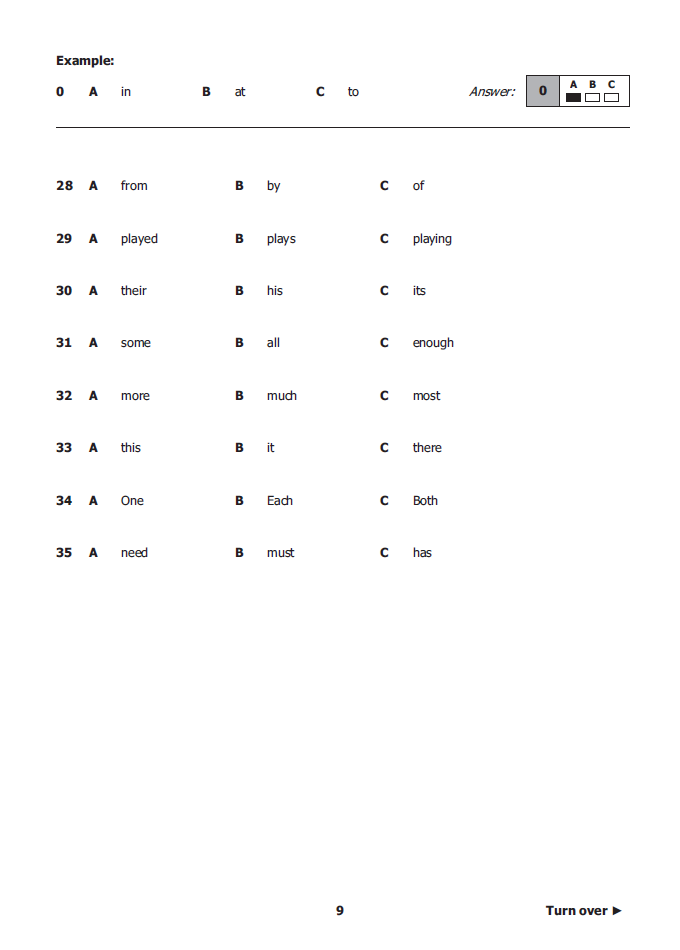 Example:
0 A in B at C to Answer: 0 A B C
28 A from B by C of
29 A played B plays C playing
30 A their B his C its
31 A some B all C enough
32 A more B much C most
33 A this B it C there
34 A One B Each C Both
35 A need B must C has
9 Turn over ►